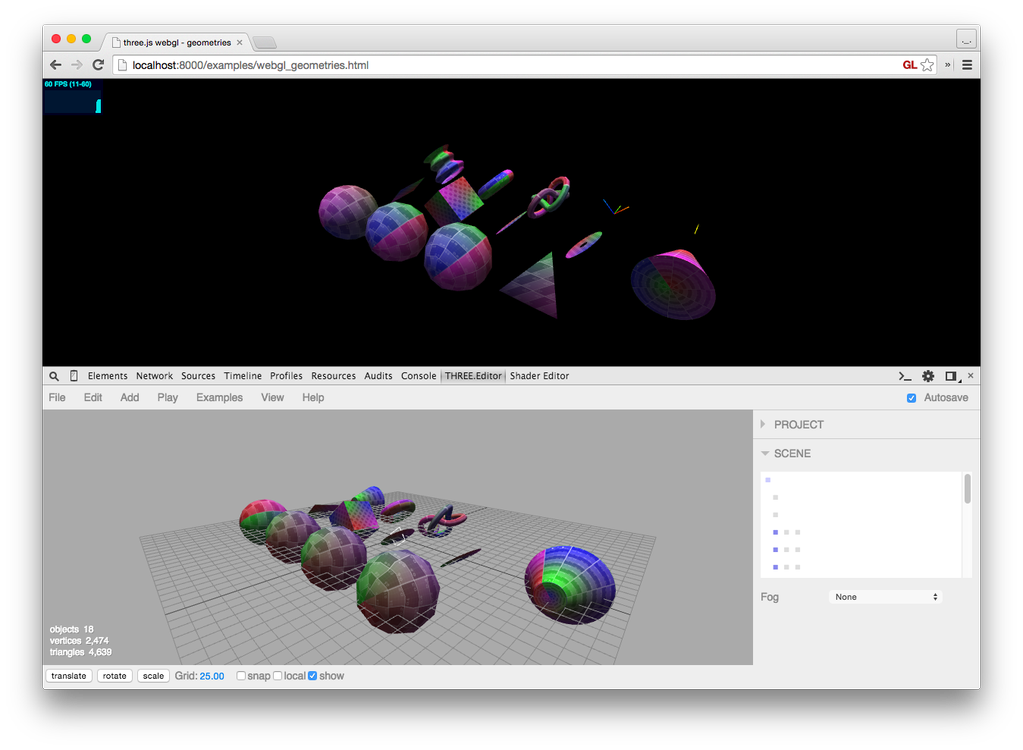 three.js webgl - geometries
localhost:8000/examples/webgl_geometries.html
GL
60 FPS (11-60)
Elements Network Sources Timeline Profiles Resources Audits Console THREE.Editor Shader Editor
File Edit Add Play Examples View Help Autosave
PROJECT
SCENE
Fog None
objects 18
vertices 2,474
triangles 4,639
translate rotate scale Grid: 25.00 snap local show